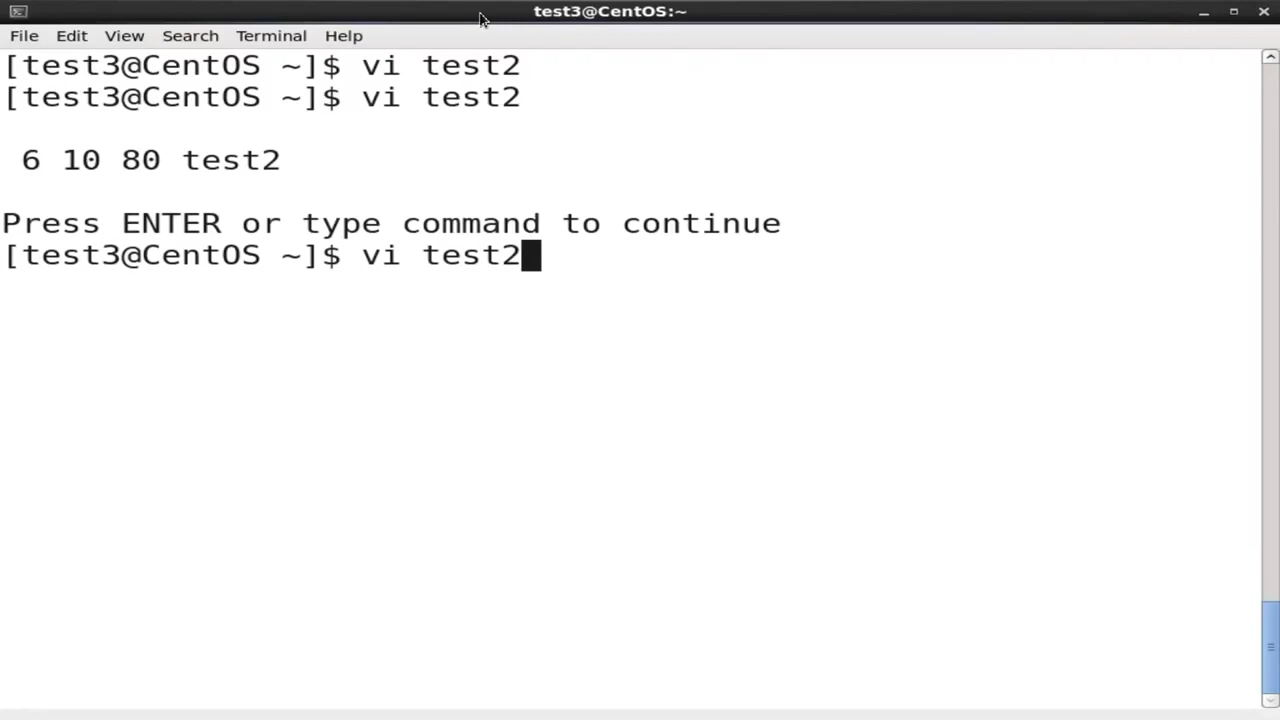 test3@CentOS:~
File Edit View Search Terminal Help
[test3@CentOS ~]$ vi test2
[test3@CentOS ~]$ vi test2
6 10 80 test2
Press ENTER or type command to continue
[test3@CentOS ~]$ vi test2